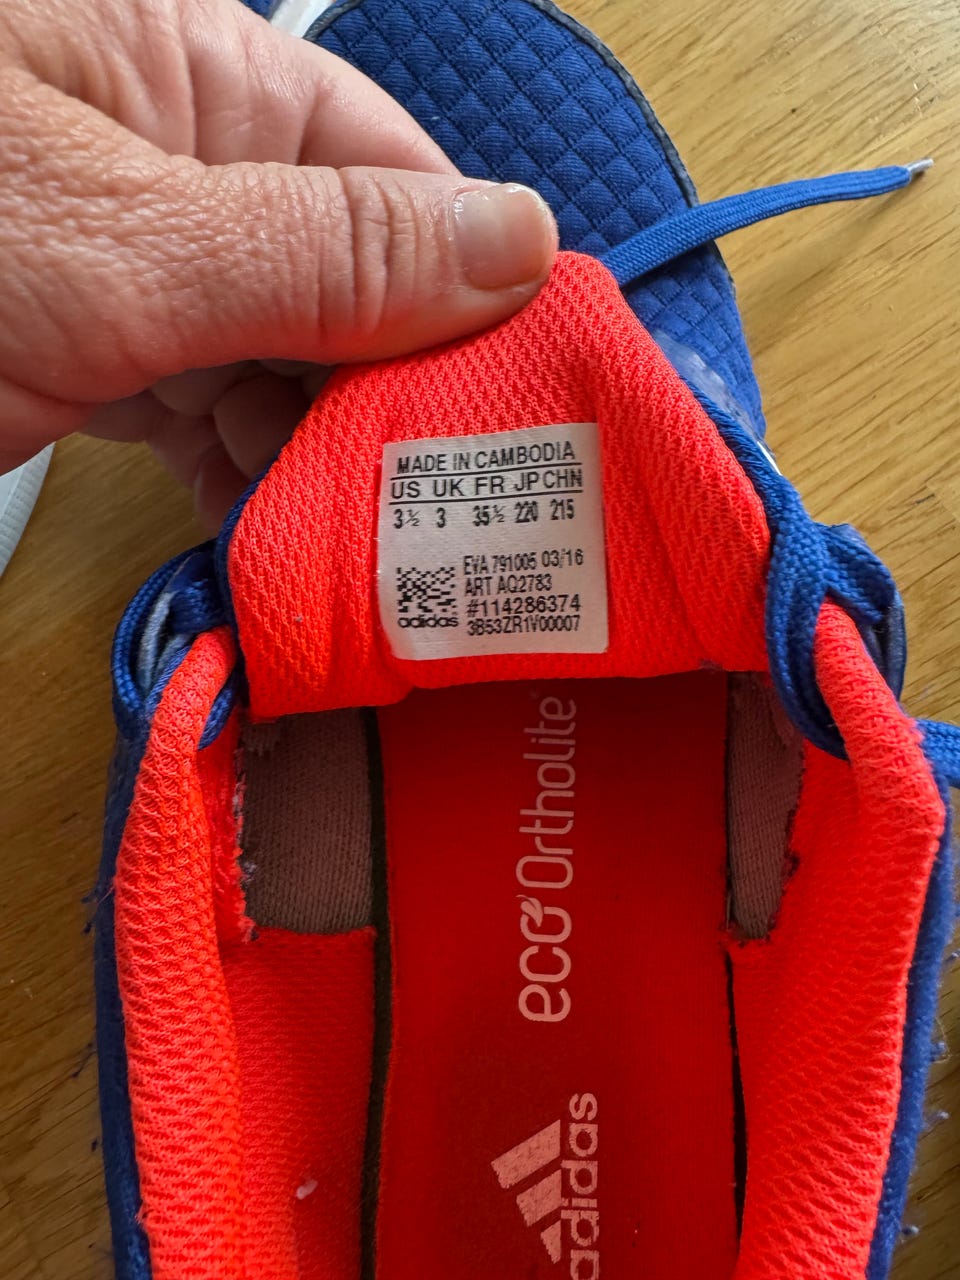 MADE IN CAMBODIA
US UK FR JP CHN
3½ 3 35½ 220 215
EVA 791005 03/16
ART AQ2783
#114286374
3B53ZR1V00007
adidas
eco Ortholite
adidas